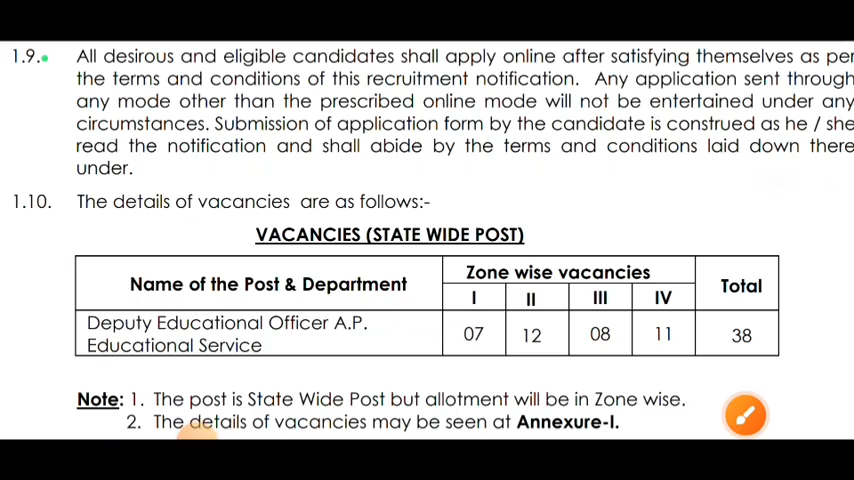 1.9. All desirous and eligible candidates shall apply online after satisfying themselves as per
the terms and conditions of this recruitment notification. Any application sent through
any mode other than the prescribed online mode will not be entertained under any
circumstances. Submission of application form by the candidate is construed as he / she
read the notification and shall abide by the terms and conditions laid down there
under.
1.10. The details of vacancies are as follows:-
VACANCIES (STATE WIDE POST)
Name of the Post & Department Zone wise vacancies Total
I II III IV
Deputy Educational Officer A.P.
Educational Service 07 12 08 11 38
Note: 1. The post is State Wide Post but allotment will be in Zone wise.
2. The details of vacancies may be seen at Annexure-I.